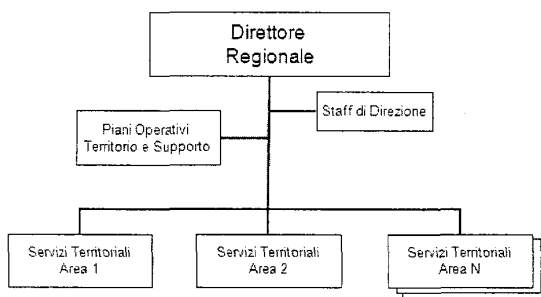 Direttore
Regionale
Staff di Direzione
Piani Operativi
Territorio e Supporto
Servizi Territoriali
Area 1
Servizi Territoriali
Area 2
Servizi Territoriali
Area N